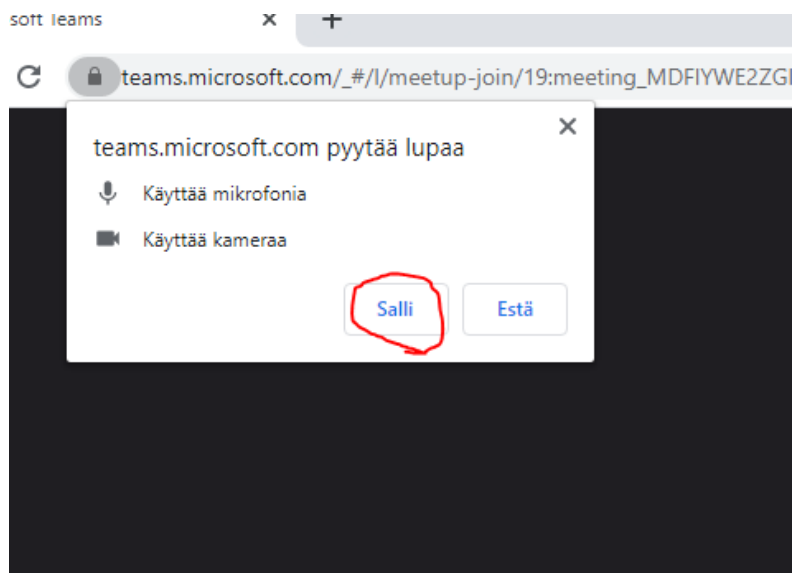 soft Teams
teams.microsoft.com/_#/l/meetup-join/19:meeting_MDFlYWE2ZGI
teams.microsoft.com pyytää lupaa
Käyttää mikrofonia
Käyttää kameraa
Salli Estä